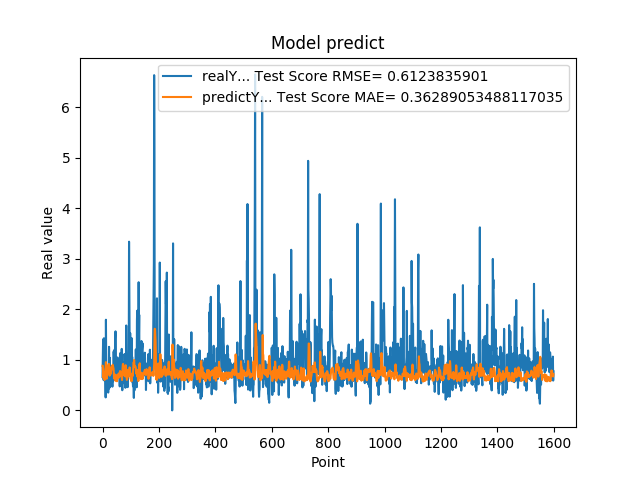 Model predict
realY... Test Score RMSE= 0.6123835901
predictY... Test Score MAE= 0.36289053488117035
Real value
6
5
4
3
2
1
0
0 200 400 600 800 1000 1200 1400 1600
Point